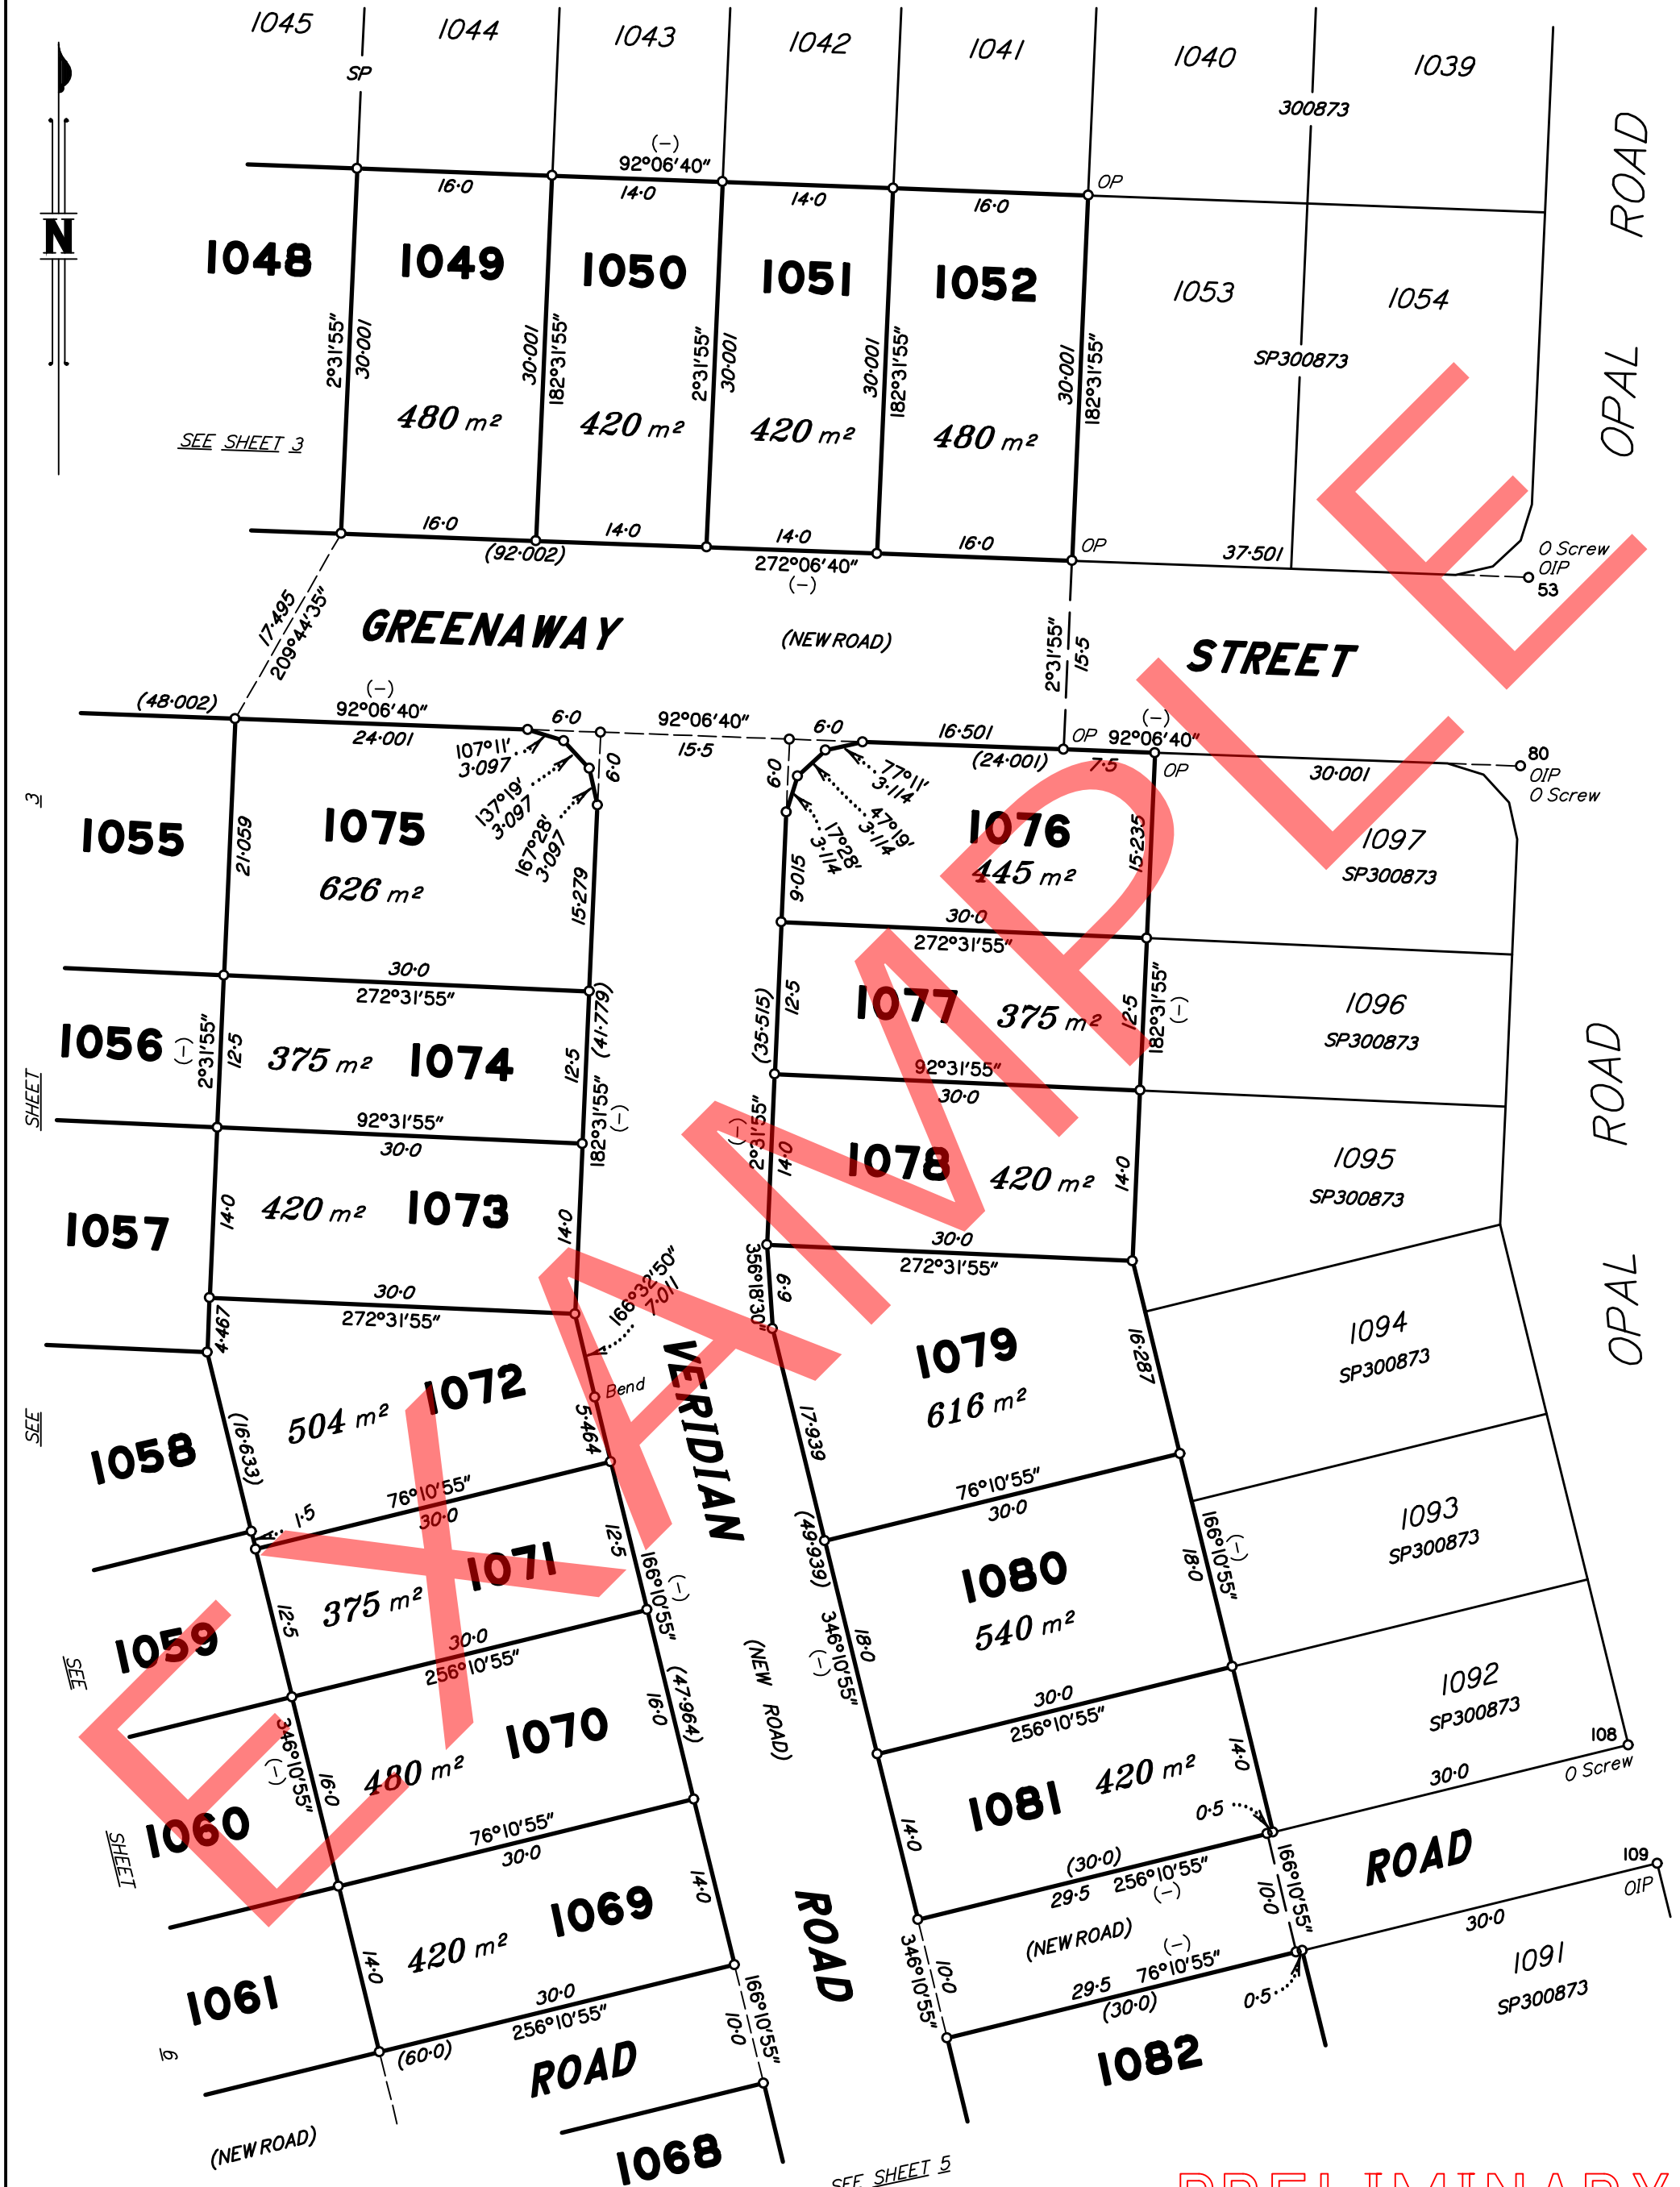 1045 1044 1043 1042 1041 1040 1039
SP
300873
ROAD
(-)
92°06'40"
OP
16·0 14·0 14·0 16·0
N
1048 1049 1050 1051 1052
1053 1054
2°31'55" 30·001 30·001 182°31'55" 2°31'55" 30·001 30·001 182°31'55" 30·001 182°31'55"
SP300873
OPAL
480 m² 420 m² 420 m² 480 m²
SEE SHEET 3
16·0 14·0 14·0 16·0
OP
37·501
(92·002)
272°06'40"
(-)
O Screw
OIP
53
17·495
209°44'35"
GREENAWAY
(NEW ROAD)
STREET
2°31'55"
15·5
(48·002)
(-)
92°06'40"
24·001
6·0
92°06'40"
15·5
6·0
16·501
(24·001)
OP
(-)
92°06'40"
7·5
OP
30·001
80
OIP
O Screw
107°11'
3·097
137°19'
3·097
167°28'
3·097
6·0
6·0
77°11'
3·114
47°19'
3·114
17°28'
3·114
3
1055
21·059
1075
626 m²
15·279
9·015
1076
445 m²
15·235
1097
SP300873
30·0
272°31'55"
30·0
272°31'55"
1056
(-)
2°31'55"
12·5
375 m²
1074
12·5
(41·779)
182°31'55"
(-)
(35·515)
12·5
1077
375 m²
12·5
182°31'55"
(-)
1096
SP300873
SHEET
92°31'55"
30·0
92°31'55"
30·0
ROAD
1057
14·0
420 m²
1073
14·0
(-)
2°31'55"
14·0
1078
420 m²
14·0
1095
SP300873
30·0
272°31'55"
30·0
272°31'55"
166°32'50"
7·011
356°18'30"
6·9
OPAL
4·467
1058
(16·633)
504 m²
1072
Bend
5·464
VERIDIAN
17·939
1079
616 m²
16·287
1094
SP300873
SEE
1·5
76°10'55"
30·0
76°10'55"
30·0
1059
12·5
375 m²
1071
12·5
166°10'55"
(-)
(49·939)
346°10'55"
(-)
1080
540 m²
18·0
18·0
166°10'55"
(-)
1093
SP300873
SEE
30·0
256°10'55"
(NEW ROAD)
30·0
256°10'55"
1092
SP300873
1060
346°10'55"
(-)
16·0
480 m²
1070
16·0
(47·964)
14·0
1081
420 m²
14·0
108
O Screw
30·0
SHEET
76°10'55"
30·0
0·5
(30·0)
29·5 256°10'55"
(-)
166°10'55"
10·0
ROAD
109
OIP
1061
14·0
420 m²
1069
14·0
ROAD
346°10'55"
10·0
(NEW ROAD)
(-)
29·5 76°10'55"
(30·0)
0·5
30·0
1091
SP300873
6
(60·0)
30·0
256°10'55"
166°10'55"
10·0
ROAD
1082
(NEW ROAD)
1068
SEE SHEET 5
EXAMPLE
PRELIMINARY